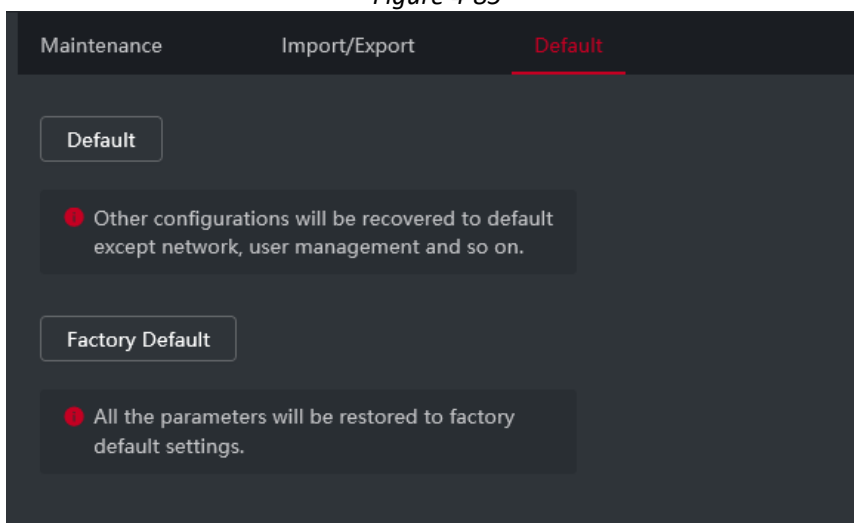 Maintenance Import/Export Default
Default
Other configurations will be recovered to default
except network, user management and so on.
Factory Default
All the parameters will be restored to factory
default settings.